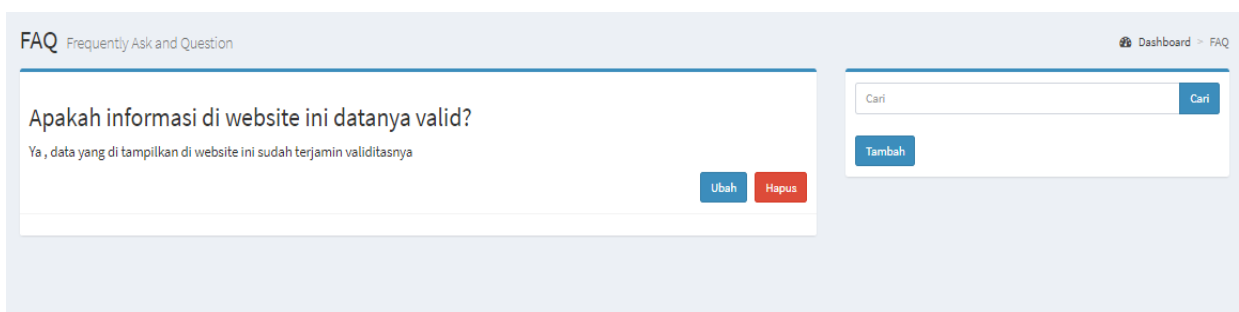 FAQ Frequently Ask and Question
Dashboard > FAQ
Apakah informasi di website ini datanya valid?
Ya , data yang di tampilkan di website ini sudah terjamin validitasnya
Ubah Hapus
Cari Cari
Tambah